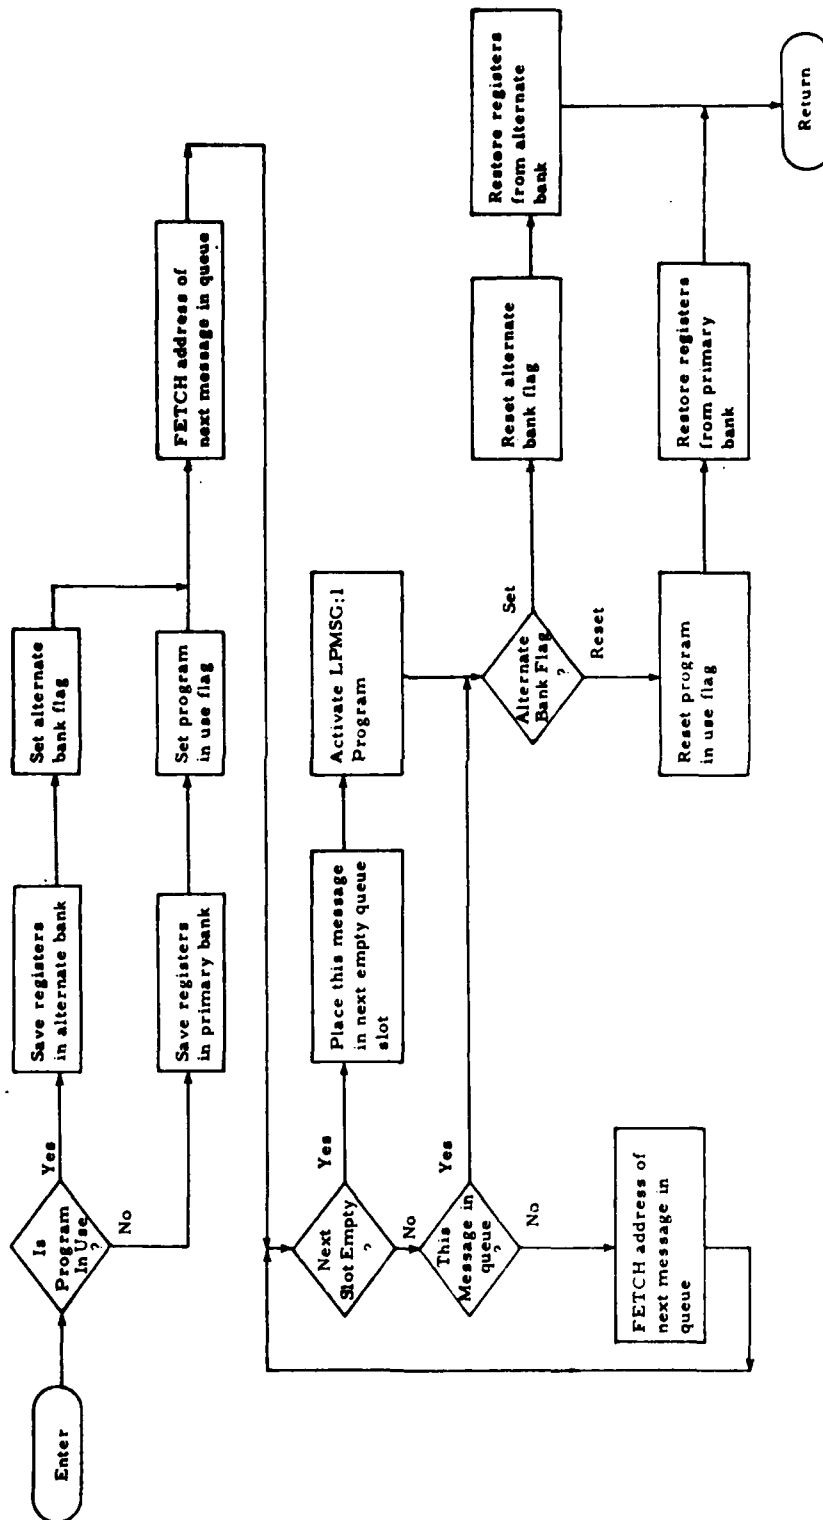 Enter
Is
Program
In Use
?
Yes
No
Save registers
in alternate bank
Set alternate
bank flag
Save registers
in primary bank
Set program
in use flag
FETCH address of
next message in queue
Next
Slot Empty
?
Yes
No
Place this message
in next empty queue
slot
Activate LPMSG:1
Program
This
Message in
queue
?
Yes
No
FETCH address of
next message in
queue
Alternate
Bank Flag
?
Set
Reset
Reset alternate
bank flag
Restore registers
from alternate
bank
Reset program
in use flag
Restore registers
from primary
bank
Return